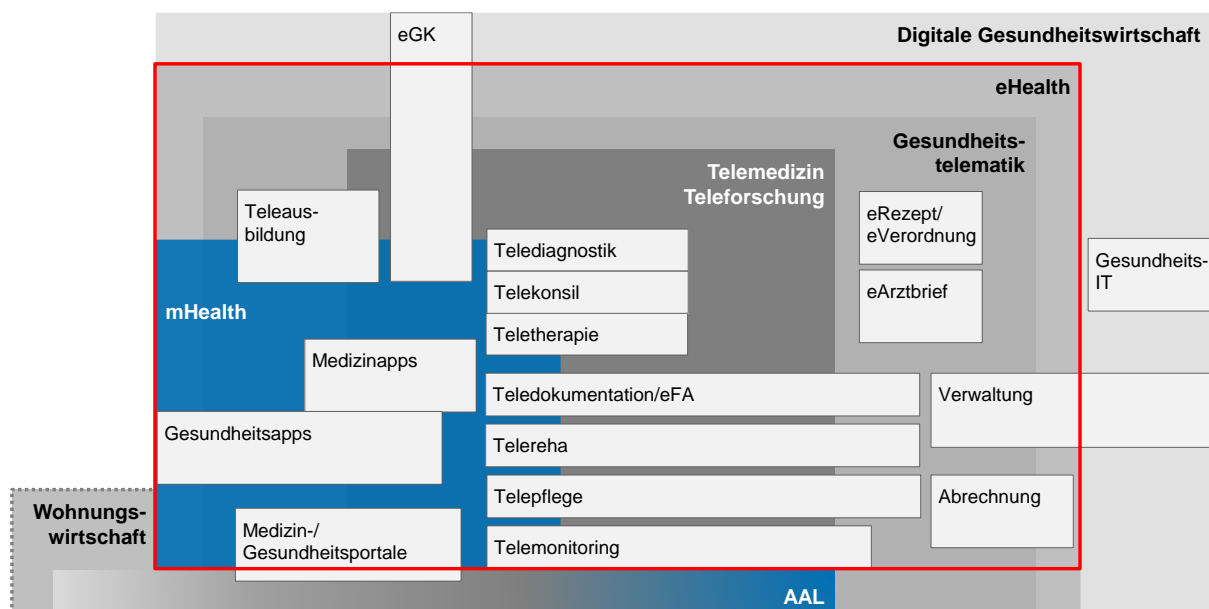 eGK
Digitale Gesundheitswirtschaft
eHealth
Gesundheits-
telematik
Telemedizin
Teleforschung
Teleaus-
bildung
eRezept/
eVerordnung
Telediagnostik
Gesundheits-
IT
Telekonsil
eArztbrief
mHealth
Teletherapie
Medizinapps
Teledokumentation/eFA
Verwaltung
Gesundheitsapps
Telereha
Telepflege
Abrechnung
Wohnungs-
wirtschaft
Medizin-/
Gesundheitsportale
Telemonitoring
AAL